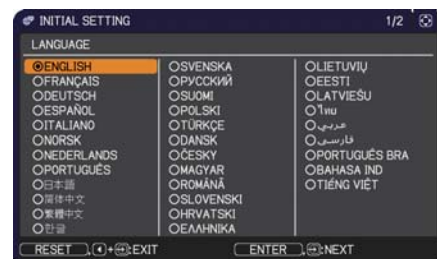 INITIAL SETTING 1/2
LANGUAGE
ENGLISH
FRANÇAIS
DEUTSCH
ESPAÑOL
ITALIANO
NORSK
NEDERLANDS
PORTUGUÊS
日本語
简体中文
繁體中文
한글
SVENSKA
РУССКИЙ
SUOMI
POLSKI
TÜRKÇE
DANSK
ČESKY
MAGYAR
ROMÂNĂ
SLOVENSKI
HRVATSKI
ΕΛΛΗΝΙΚΑ
LIETUVIŲ
EESTI
LATVIEŠU
ไทย
عربي
فارسی
PORTUGUÊS BRA
BAHASA IND
TIẾNG VIỆT
RESET ,+:EXIT ENTER ,:NEXT